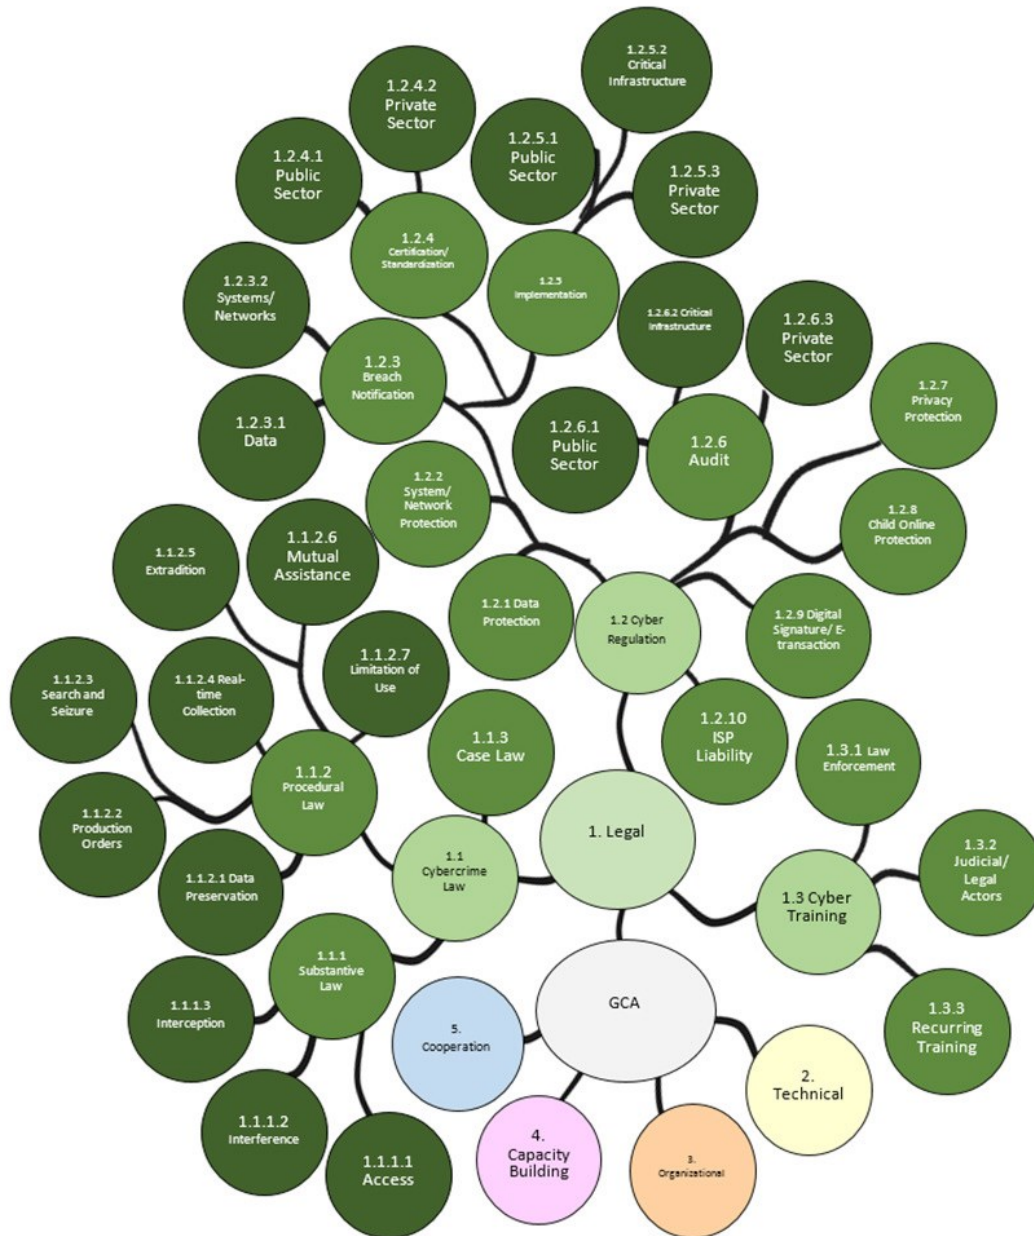 1.2.5.2
Critical
Infrastructure
1.2.4.2
Private
Sector
1.2.5.1
Public
Sector
1.2.4.1
Public
Sector
1.2.5.3
Private
Sector
1.2.4
Certification/
Standardization
1.2.5
Implementation
1.2.3.2
Systems/
Networks
1.2.6.2 Critical
Infrastructure
1.2.6.3
Private
Sector
1.2.3
Breach
Notification
1.2.7
Privacy
Protection
1.2.3.1
Data
1.2.6.1
Public
Sector
1.2.6
Audit
1.2.2
System/
Network
Protection
1.2.8
Child Online
Protection
1.1.2.6
Mutual
Assistance
1.1.2.5
Extradition
1.2.1 Data
Protection
1.2 Cyber
Regulation
1.2.9 Digital
Signature/ E-
transaction
1.1.2.7
Limitation of
Use
1.1.2.3
Search and
Seizure
1.1.2.4 Real-
time
Collection
1.1.3
Case Law
1.2.10
ISP
Liability
1.3.1 Law
Enforcement
1.1.2
Procedural
Law
1.1.2.2
Production
Orders
1. Legal
1.1.2.1 Data
Preservation
1.1
Cybercrime
Law
1.3 Cyber
Training
1.3.2
Judicial/
Legal
Actors
1.1.1
Substantive
Law
1.1.1.3
Interception
GCA
1.3.3
Recurring
Training
5.
Cooperation
2.
Technical
1.1.1.2
Interference
4.
Capacity
Building
3.
Organizational
1.1.1.1
Access